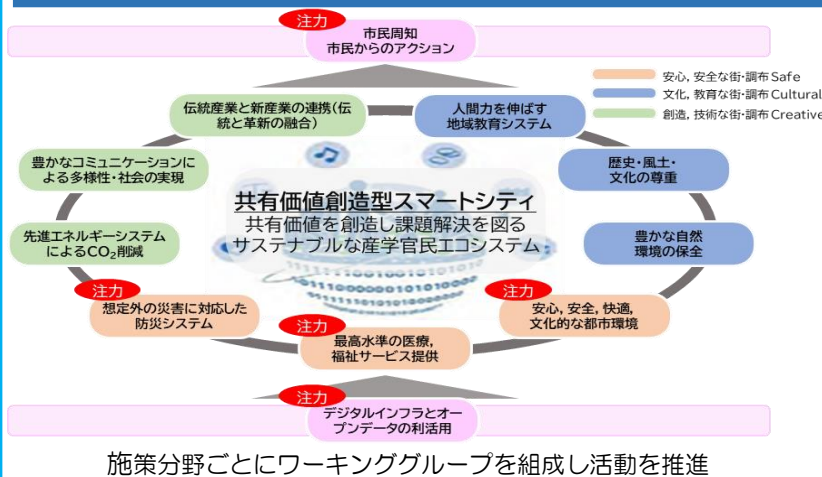 注力
市民周知
市民からのアクション
安心, 安全な街・調布 Safe
文化, 教育な街・調布 Cultural
創造, 技術な街・調布 Creative
伝統産業と新産業の連携(伝
統と革新の融合)
人間力を伸ばす
地域教育システム
豊かなコミュニケーションに
よる多様性・社会の実現
歴史・風土・
文化の尊重
共有価値創造型スマートシティ
共有価値を創造し課題解決を図る
サステナブルな産学官民エコシステム
先進エネルギーシステム
によるCO₂削減
豊かな自然
環境の保全
注力
想定外の災害に対応した
防災システム
注力
安心, 安全, 快適,
文化的な都市環境
注力
最高水準の医療,
福祉サービス提供
注力
デジタルインフラとオー
プンデータの利活用
施策分野ごとにワーキンググループを組成し活動を推進